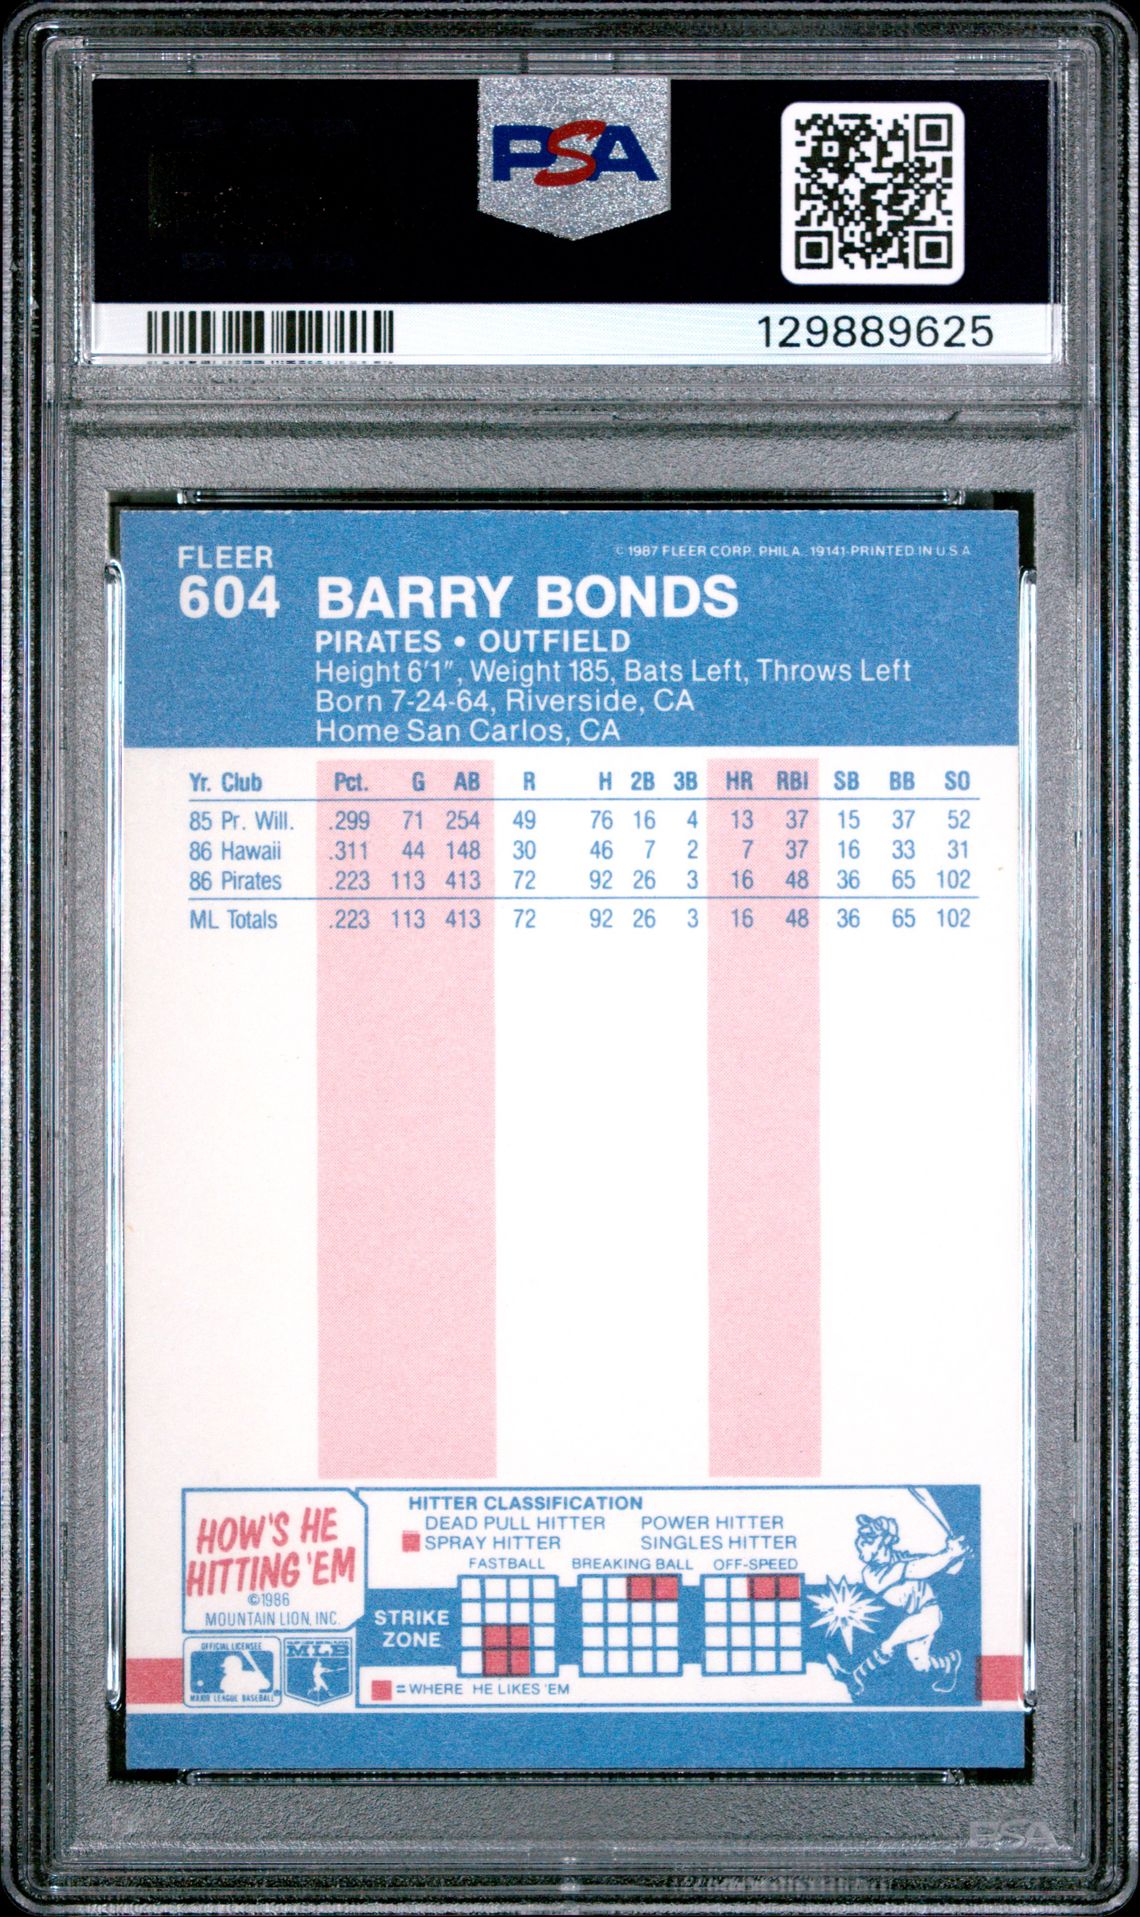 PSA
129889625
FLEER
604
© 1987 FLEER CORP. PHILA. 19141-PRINTED IN U S A
BARRY BONDS
PIRATES • OUTFIELD
Height 6'1", Weight 185, Bats Left, Throws Left
Born 7-24-64, Riverside, CA
Home San Carlos, CA
Yr. Club Pct. G AB R H 2B 3B HR RBI SB BB SO
85 Pr. Will. .299 71 254 49 76 16 4 13 37 15 37 52
86 Hawaii .311 44 148 30 46 7 2 7 37 16 33 31
86 Pirates .223 113 413 72 92 26 3 16 48 36 65 102
ML Totals .223 113 413 72 92 26 3 16 48 36 65 102
HOW'S HE
HITTING 'EM
©1986
MOUNTAIN LION, INC.
OFFICIAL LICENSEE
MAJOR LEAGUE BASEBALL
MLB
HITTER CLASSIFICATION
DEAD PULL HITTER POWER HITTER
SPRAY HITTER SINGLES HITTER
FASTBALL BREAKING BALL OFF-SPEED
STRIKE
ZONE
= WHERE HE LIKES 'EM
PSA